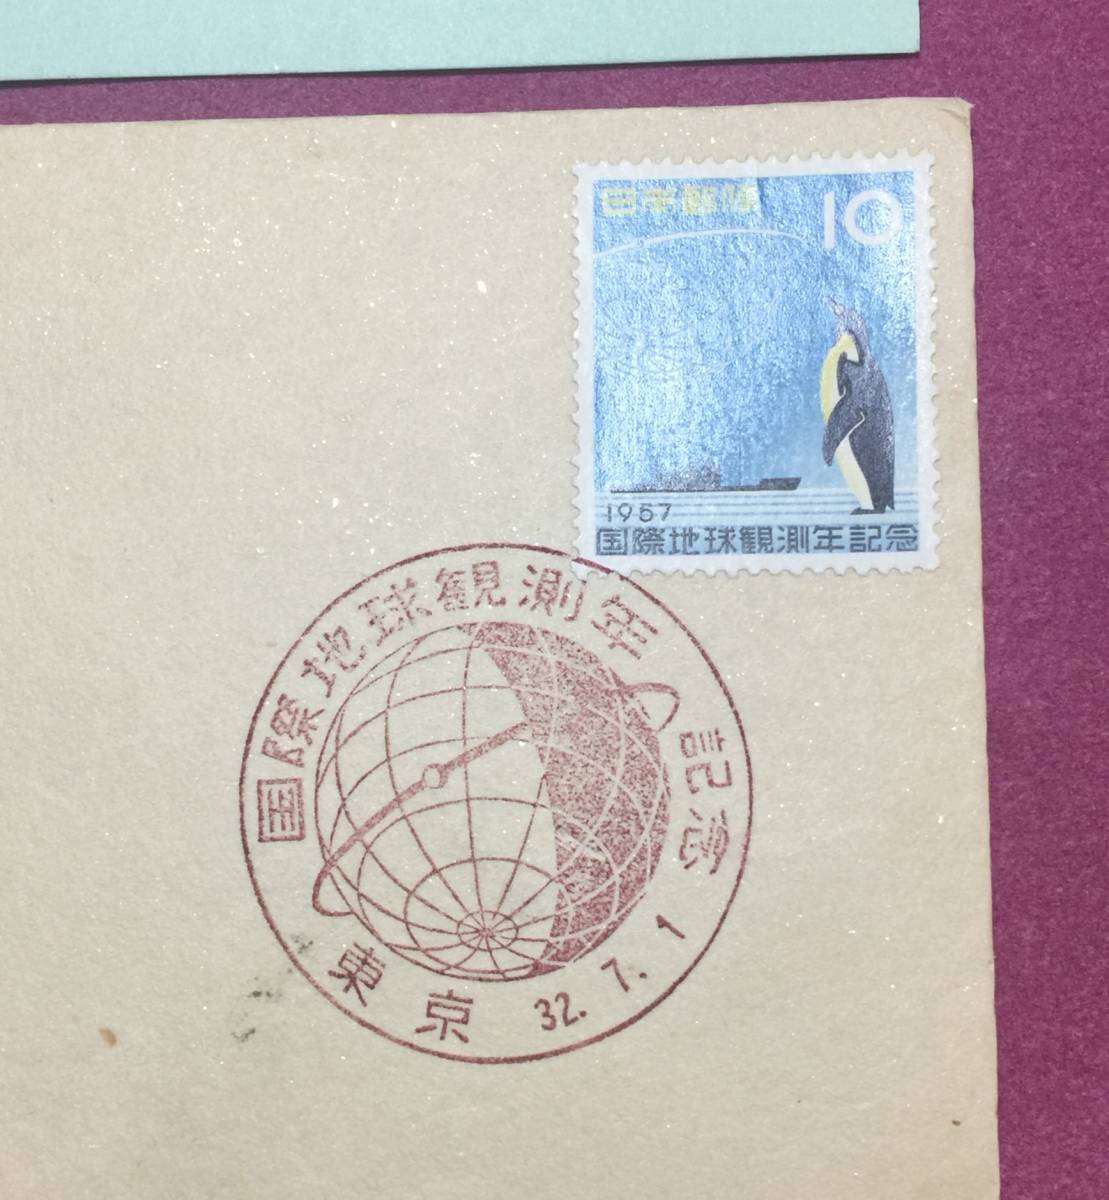 日本郵便 10
1957
国際地球観測年記念
国際地球観測年 記念
東京 32. 7. 1